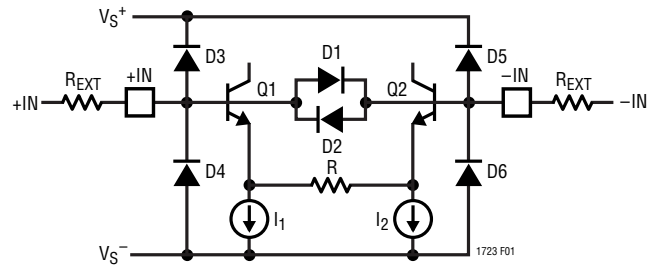 VS+
D3
D1
D5
REXT
+IN
Q1
Q2
−IN
REXT
+IN
−IN
D2
D4
R
D6
I1
I2
VS−
1723 F01